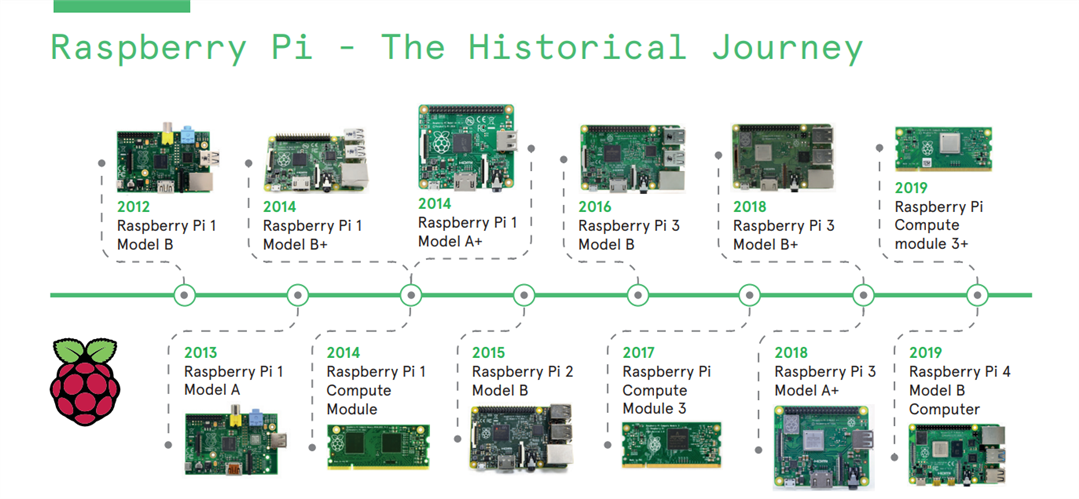 Raspberry Pi - The Historical Journey
2012
Raspberry Pi 1
Model B
2014
Raspberry Pi 1
Model B+
2014
Raspberry Pi 1
Model A+
2016
Raspberry Pi 3
Model B
2018
Raspberry Pi 3
Model B+
2019
Raspberry Pi
Compute
module 3+
2013
Raspberry Pi 1
Model A
2014
Raspberry Pi 1
Compute
Module
2015
Raspberry Pi 2
Model B
2017
Raspberry Pi
Compute
Module 3
2018
Raspberry Pi 3
Model A+
2019
Raspberry Pi 4
Model B
Computer